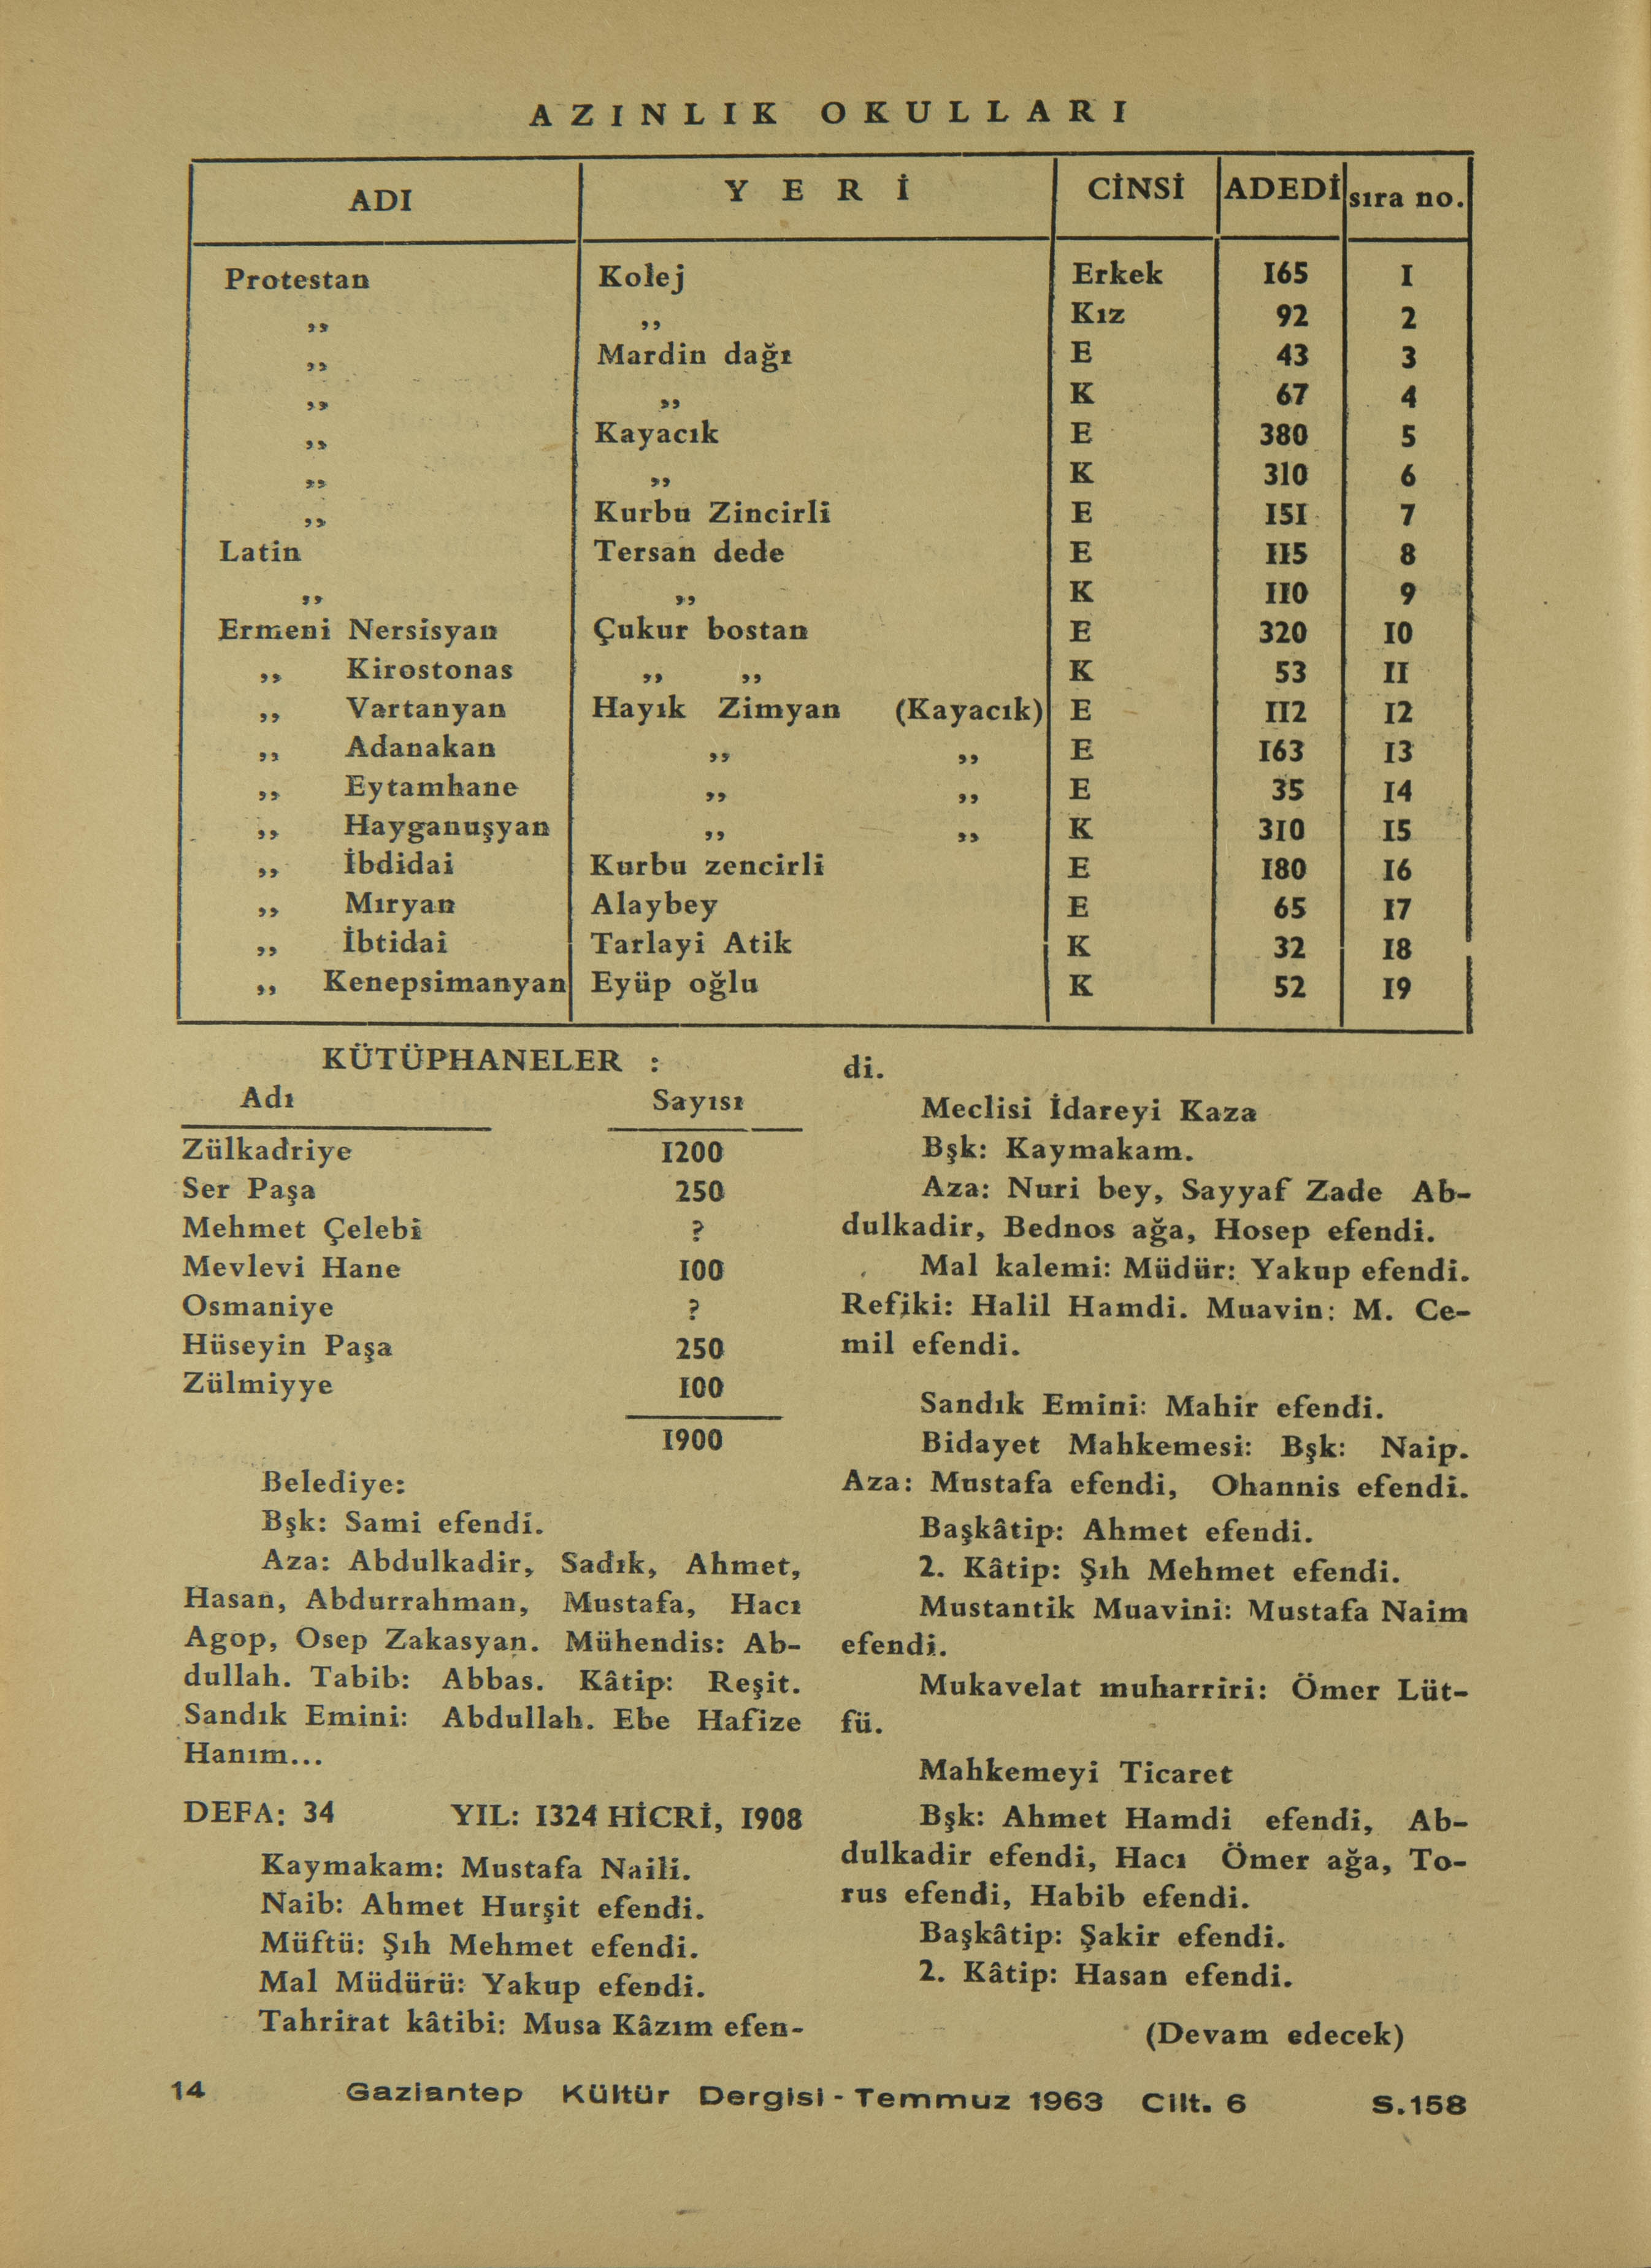 AZINLIK OKULLARI
ADI YERİ CİNSİ ADEDİ sıra no.
Protestan Kolej Erkek 165 1
,, ,, Kız 92 2
,, Mardin dağı E 43 3
,, ,, K 67 4
,, Kayacık E 380 5
,, ,, K 310 6
,, Kurbu Zincirli E 151 7
Latin Tersan dede E 115 8
,, ,, K 110 9
Ermeni Nersisyan Çukur bostan E 320 10
,, Kirostonas ,, ,, K 53 11
,, Vartanyan Hayık Zimyan (Kayacık) E 112 12
,, Adanakan ,, ,, E 163 13
,, Eytamhane ,, ,, E 35 14
,, Hayganuşyan ,, ,, K 310 15
,, İbdidai Kurbu zencirli E 180 16
,, Mıryan Alaybey E 65 17
,, İbtidai Tarlayi Atik K 32 18
,, Kenepsimanyan Eyüp oğlu K 52 19
KÜTÜPHANELER :
Adı Sayısı
Zülkadriye 1200
Ser Paşa 250
Mehmet Çelebi ?
Mevlevi Hane 100
Osmaniye ?
Hüseyin Paşa 250
Zülmiyye 100
1900
Belediye:
Bşk: Sami efendi.
Aza: Abdulkadir, Sadık, Ahmet,
Hasan, Abdurrahman, Mustafa, Hacı
Agop, Osep Zakasyan. Mühendis: Ab-
dullah. Tabib: Abbas. Kâtip: Reşit.
Sandık Emini: Abdullah. Ebe Hafize
Hanım...
DEFA: 34 YIL: 1324 HİCRİ, 1908
Kaymakam: Mustafa Naili.
Naib: Ahmet Hurşit efendi.
Müftü: Şıh Mehmet efendi.
Mal Müdürü: Yakup efendi.
Tahrirat kâtibi: Musa Kâzım efen-
di.
Meclisi İdareyi Kaza
Bşk: Kaymakam.
Aza: Nuri bey, Sayyaf Zade Ab-
dulkadir, Bednos ağa, Hosep efendi.
Mal kalemi: Müdür: Yakup efendi.
Refiki: Halil Hamdi. Muavin: M. Ce-
mil efendi.
Sandık Emini: Mahir efendi.
Bidayet Mahkemesi: Bşk: Naip.
Aza: Mustafa efendi, Ohannis efendi.
Başkâtip: Ahmet efendi.
2. Kâtip: Şıh Mehmet efendi.
Mustantik Muavini: Mustafa Naim
efendi.
Mukavelat muharriri: Ömer Lüt-
fü.
Mahkemeyi Ticaret
Bşk: Ahmet Hamdi efendi, Ab-
dulkadir efendi, Hacı Ömer ağa, To-
rus efendi, Habib efendi.
Başkâtip: Şakir efendi.
2. Kâtip: Hasan efendi.
(Devam edecek)
14 Gaziantep Kültür Dergisi - Temmuz 1963 Cilt. 6 S.158